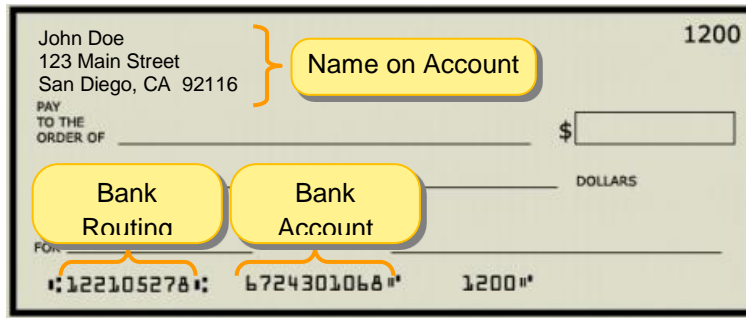 John Doe
1200
123 Main Street
Name on Account
San Diego, CA 92116
PAY
TO THE
ORDER OF
$
DOLLARS
Bank
Routing
Bank
Account
FOR
⑆122105278⑆ 6724301068⑈ 1200⑈